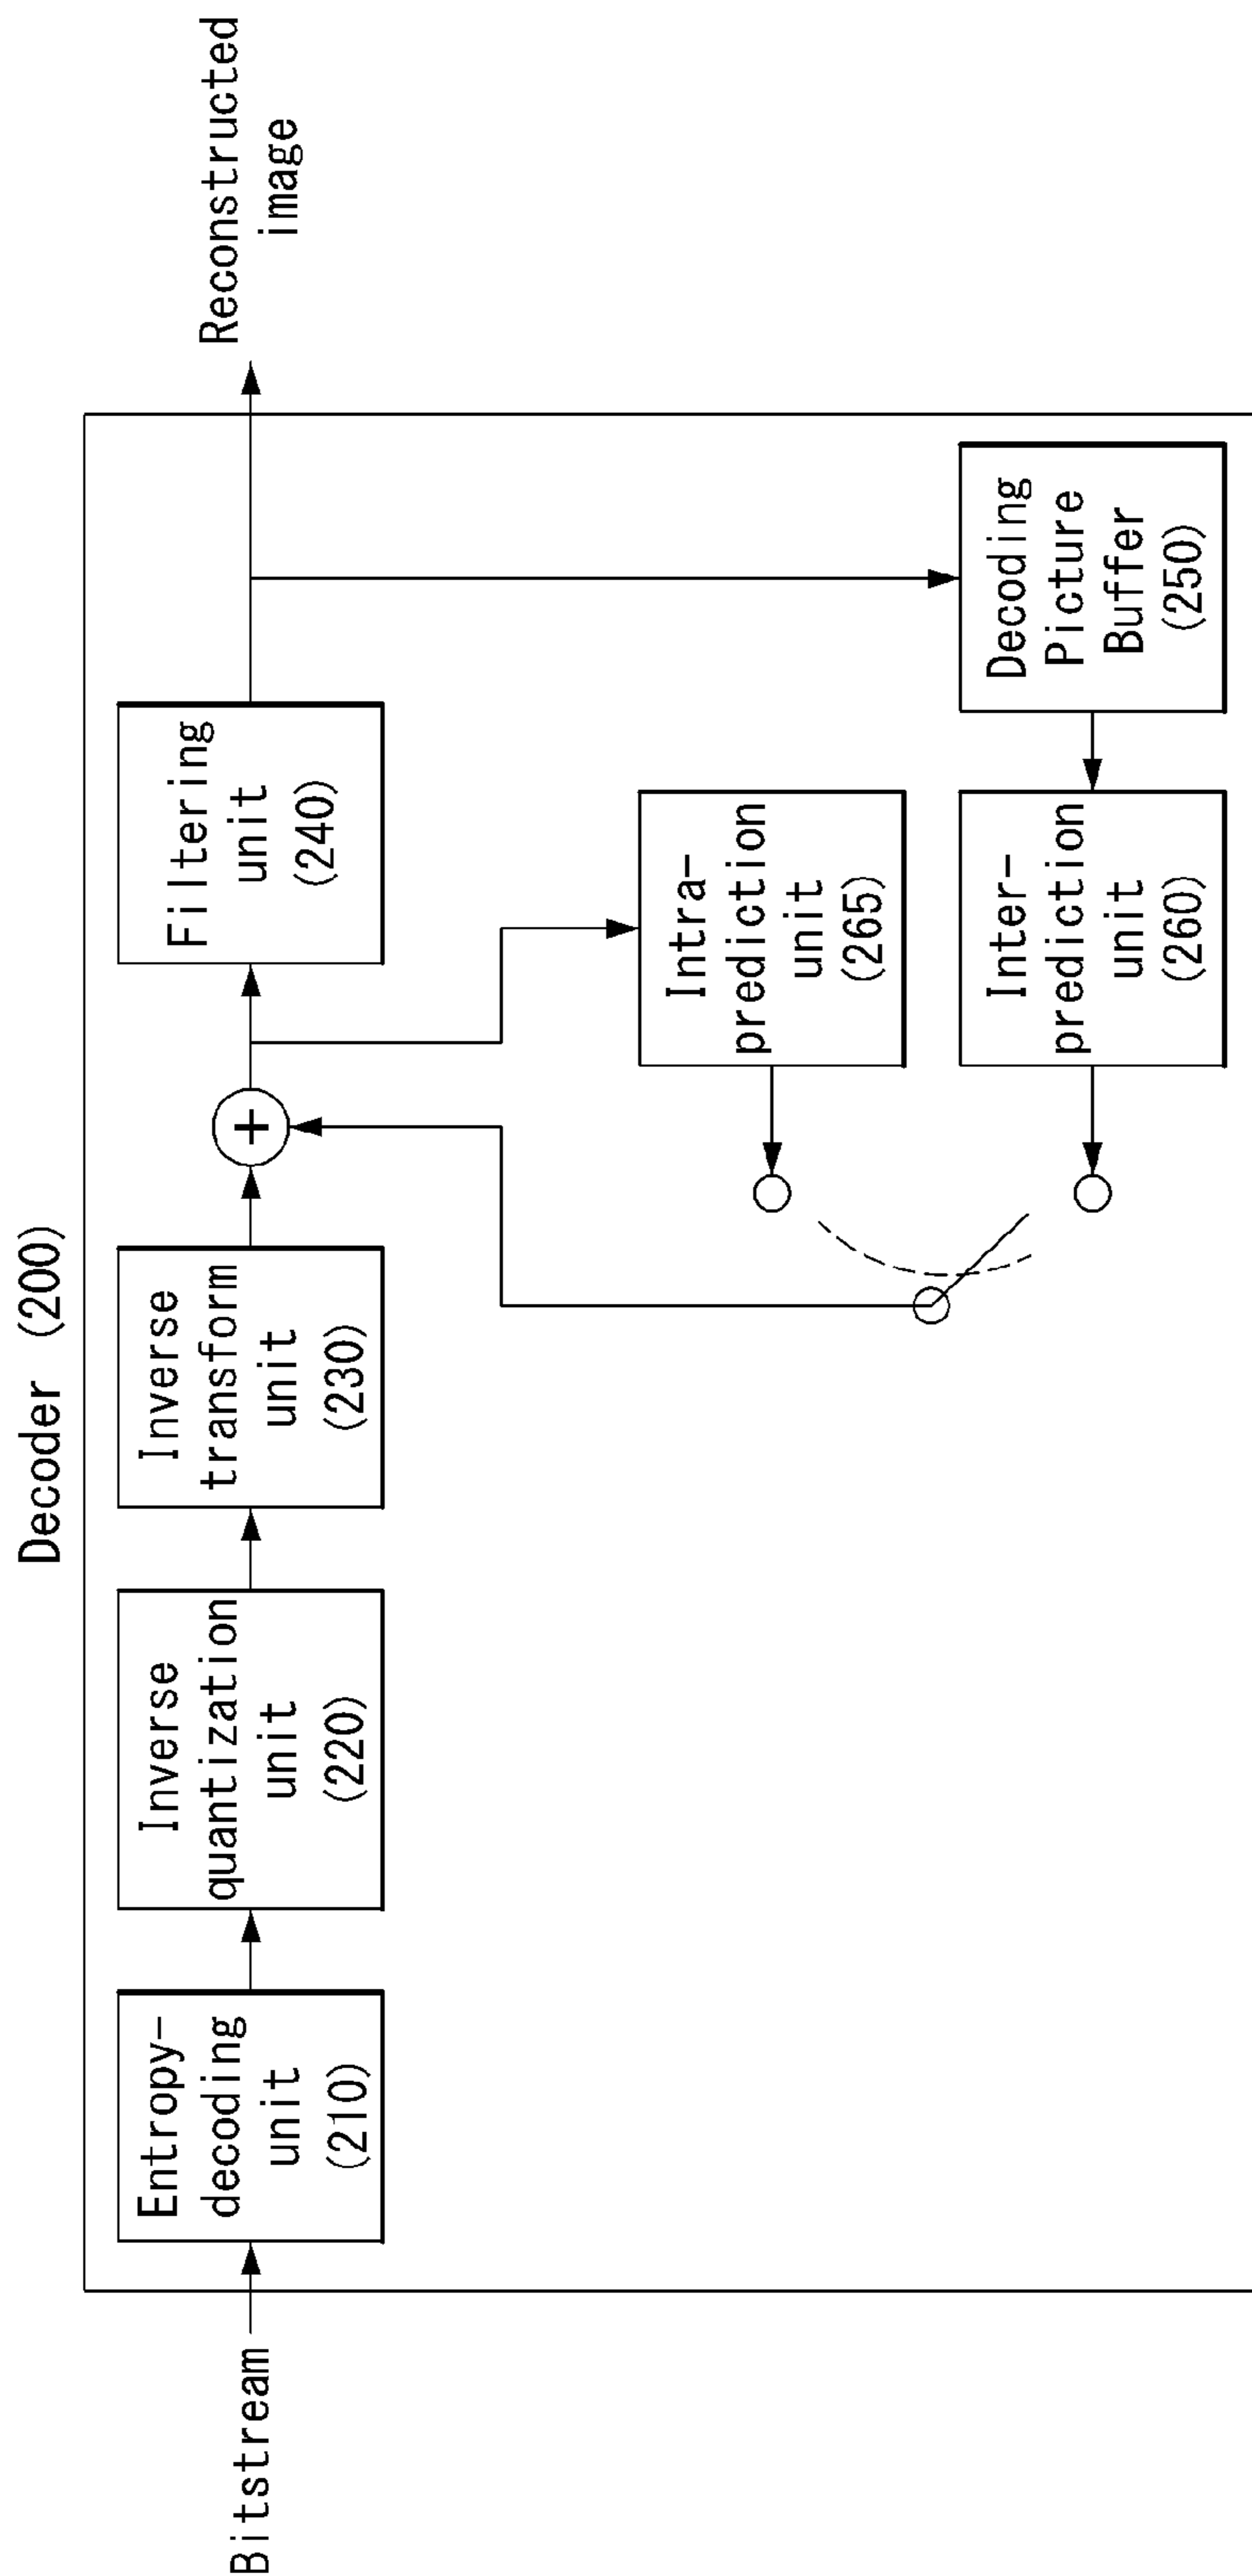 Decoder (200)
Bitstream
Entropy-
decoding
unit
(210)
Inverse
quantization
unit
(220)
Inverse
transform
unit
(230)
+
Filtering
unit
(240)
Reconstructed
image
Intra-
prediction
unit
(265)
Inter-
prediction
unit
(260)
Decoding
Picture
Buffer
(250)